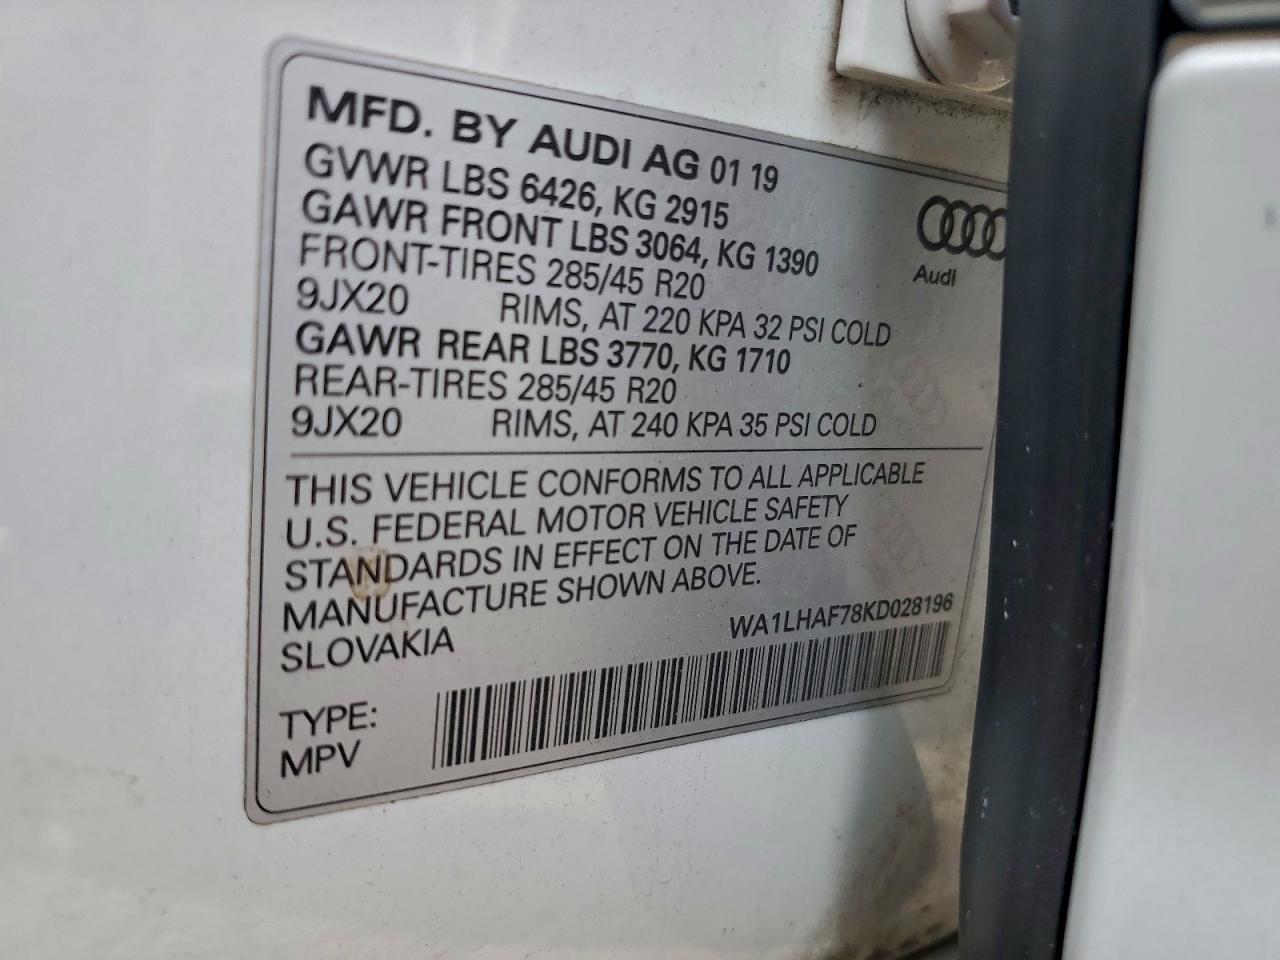 MFD. BY AUDI AG 01 19
GVWR LBS 6426, KG 2915
GAWR FRONT LBS 3064, KG 1390
FRONT-TIRES 285/45 R20
9JX20 RIMS, AT 220 KPA 32 PSI COLD
GAWR REAR LBS 3770, KG 1710
REAR-TIRES 285/45 R20
9JX20 RIMS, AT 240 KPA 35 PSI COLD
Audi
THIS VEHICLE CONFORMS TO ALL APPLICABLE
U.S. FEDERAL MOTOR VEHICLE SAFETY
STANDARDS IN EFFECT ON THE DATE OF
MANUFACTURE SHOWN ABOVE.
SLOVAKIA
WA1LHAF78KD028196
TYPE:
MPV